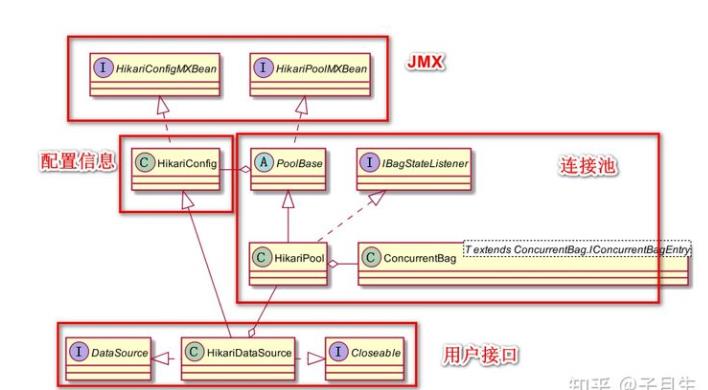 I HikariConfigMXBean
I HikariPoolMXBean
JMX
配置信息
C HikariConfig
A PoolBase
I IBagStateListener
连接池
C HikariPool
C ConcurrentBag
T extends ConcurrentBag.IConcurrentBagEntry
I DataSource
C HikariDataSource
I Closeable
用户接口
知乎 @子月生